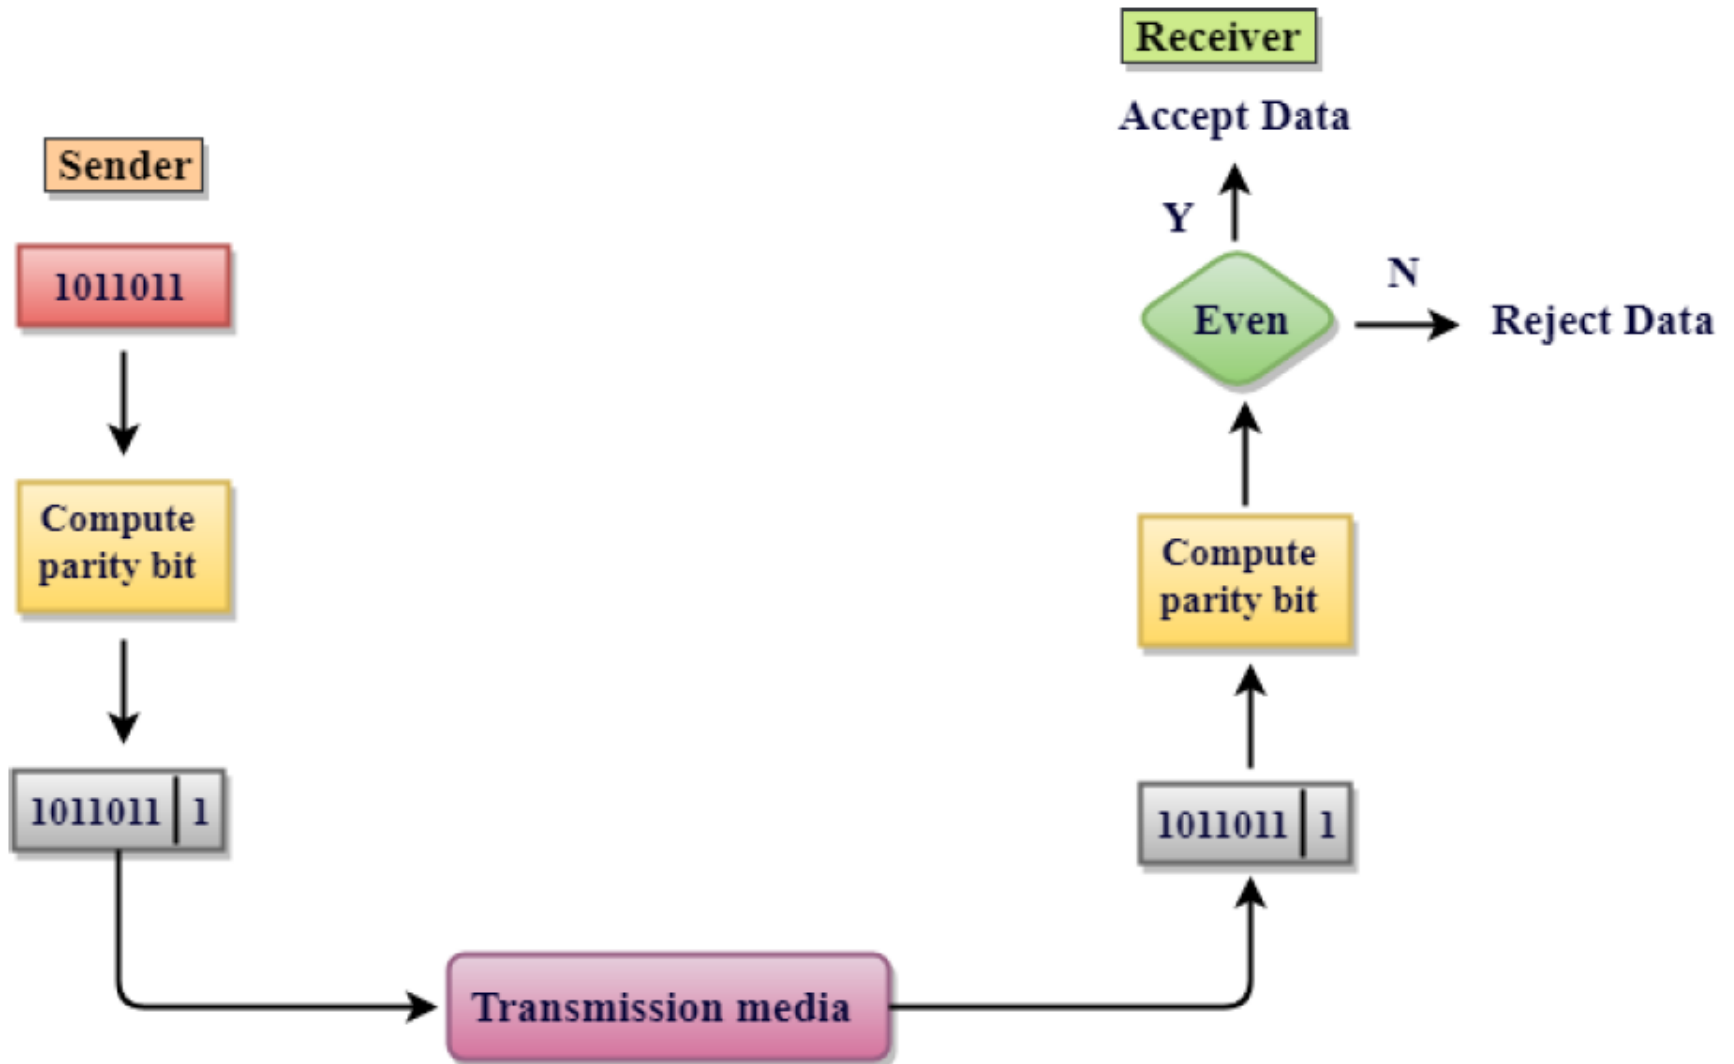 Sender
1011011
Compute
parity bit
1011011 | 1
Transmission media
1011011 | 1
Compute
parity bit
Even
Y
N
Accept Data
Reject Data
Receiver